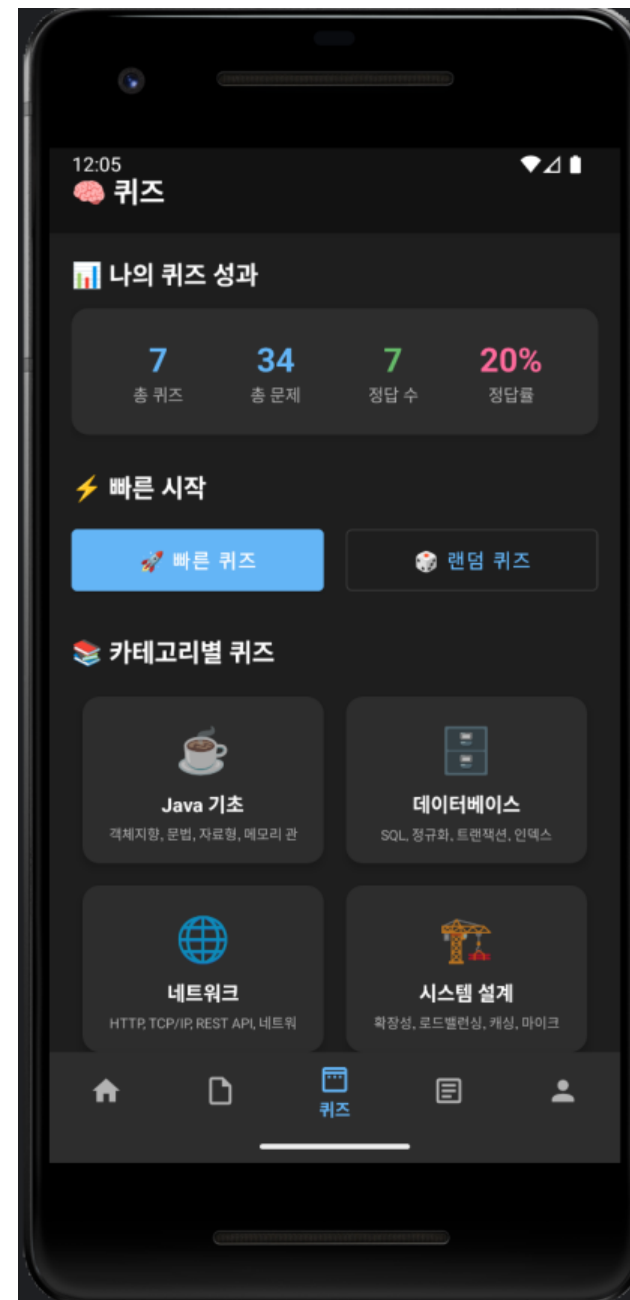 12:05
🧠 퀴즈
📊 나의 퀴즈 성과
7 34 7 20%
총 퀴즈 총 문제 정답 수 정답률
⚡ 빠른 시작
🚀 빠른 퀴즈 🎲 랜덤 퀴즈
📚 카테고리별 퀴즈
Java 기초 데이터베이스
객체지향, 문법, 자료형, 메모리 관 SQL, 정규화, 트랜잭션, 인덱스
네트워크 시스템 설계
HTTP, TCP/IP, REST API, 네트워 확장성, 로드밸런싱, 캐싱, 마이크
퀴즈